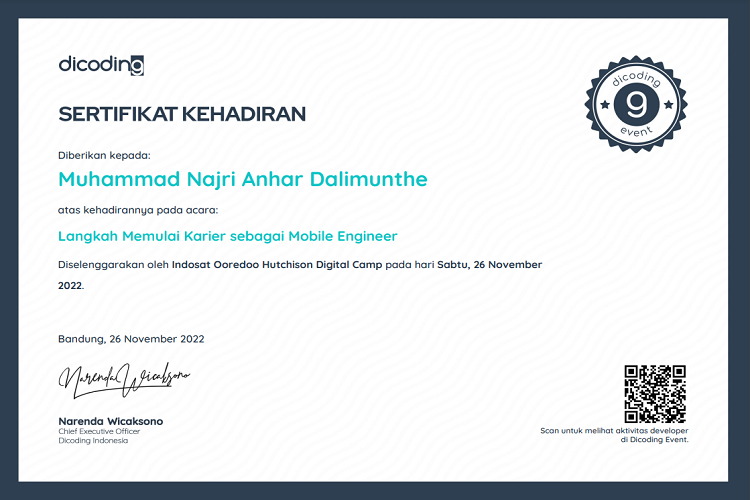 dicoding
SERTIFIKAT KEHADIRAN
dicoding
9
event
Diberikan kepada:
Muhammad Najri Anhar Dalimunthe
atas kehadirannya pada acara:
Langkah Memulai Karier sebagai Mobile Engineer
Diselenggarakan oleh Indosat Ooredoo Hutchison Digital Camp pada hari Sabtu, 26 November
2022.
Bandung, 26 November 2022
Narenda Wicaksono
Narenda Wicaksono
Chief Executive Officer
Dicoding Indonesia
Scan untuk melihat aktivitas developer
di Dicoding Event.